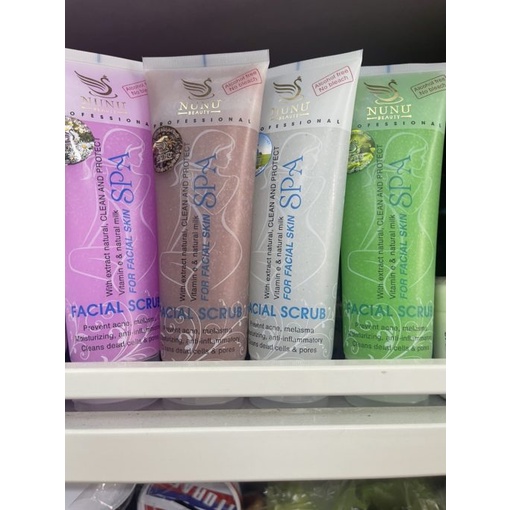 NUNU
PROFESSIONAL
With extract natural, CLEAN AND PROTECT
Vitamin e & natural milk
FOR FACIAL SKIN
SPA
FACIAL SCRUB
Prevent acne, melasma
Moisturizing, anti-inflammatory
Cleans dead cells & pores
Alcohol free
No bleach
NUNU
BEAUTY
PROFESSIONAL
With extract natural, CLEAN AND PROTECT
Vitamin e & natural milk
FOR FACIAL SKIN
SPA
FACIAL SCRUB
Prevent acne, melasma
Moisturizing, anti-inflammatory
Cleans dead cells & pores
Alcohol free
No bleach
NUNU
BEAUTY
PROFESSIONAL
With extract natural, CLEAN AND PROTECT
Vitamin e & natural milk
FOR FACIAL SKIN
SPA
FACIAL SCRUB
Prevent acne, melasma
Moisturizing, anti-inflammatory
Cleans dead cells & pores
Alcohol free
No bleach
NUNU
BEAUTY
PROFESSIONAL
With extract natural, CLEAN AND PROTECT
Vitamin e & natural milk
FOR FACIAL SKIN
SPA
FACIAL SCRUB
Prevent acne, melasma
Moisturizing, anti-inflammatory
Cleans dead cells & pores